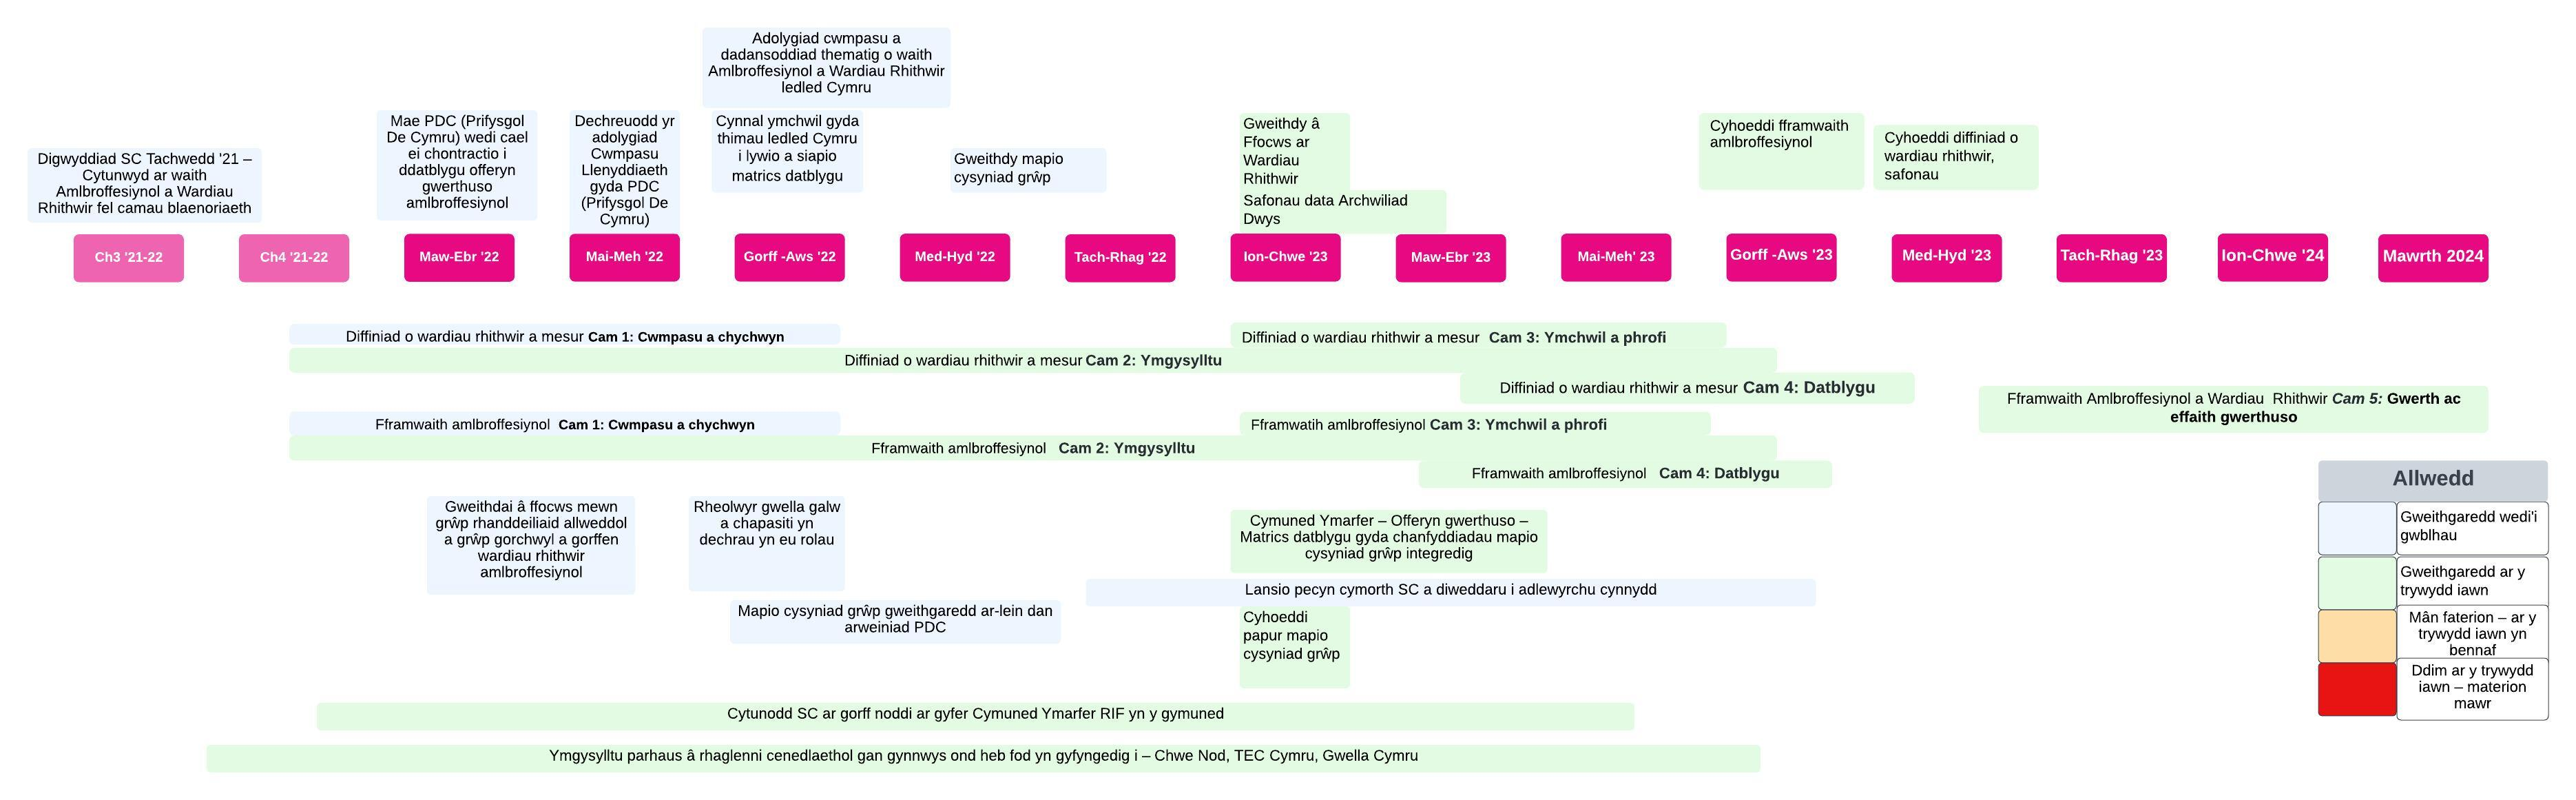 Adolygiad cwmpasu a
dadansoddiad thematig o waith
Amlbroffesiynol a Wardiau Rhithwir
ledled Cymru
Digwyddiad SC Tachwedd '21 –
Cytunwyd ar waith
Amlbroffesiynol a Wardiau
Rhithwir fel camau blaenoriaeth
Mae PDC (Prifysgol
De Cymru) wedi cael
ei chontractio i
ddatblygu offeryn
gwerthuso
amlbroffesiynol
Dechreuodd yr
adolygiad
Cwmpasu
Llenyddiaeth
gyda PDC
(Prifysgol De
Cymru)
Cynnal ymchwil gyda
thimau ledled Cymru
i lywio a siapio
matrics datblygu
Gweithdy mapio
cysyniad grŵp
Gweithdy â
Ffocws ar
Wardiau
Rhithwir
Safonau data Archwiliad
Dwys
Cyhoeddi fframwaith
amlbroffesiynol
Cyhoeddi diffiniad o
wardiau rhithwir,
safonau
Ch3 '21-22
Ch4 '21-22
Maw-Ebr '22
Mai-Meh '22
Gorff -Aws '22
Med-Hyd '22
Tach-Rhag '22
Ion-Chwe '23
Maw-Ebr '23
Mai-Meh' 23
Gorff -Aws '23
Med-Hyd '23
Tach-Rhag '23
Ion-Chwe '24
Mawrth 2024
Diffiniad o wardiau rhithwir a mesur Cam 1: Cwmpasu a chychwyn
Diffiniad o wardiau rhithwir a mesur Cam 3: Ymchwil a phrofi
Diffiniad o wardiau rhithwir a mesur Cam 2: Ymgysylltu
Diffiniad o wardiau rhithwir a mesur Cam 4: Datblygu
Fframwaith Amlbroffesiynol a Wardiau Rhithwir Cam 5: Gwerth ac
effaith gwerthuso
Fframwaith amlbroffesiynol Cam 1: Cwmpasu a chychwyn
Fframwatih amlbroffesiynol Cam 3: Ymchwil a phrofi
Fframwaith amlbroffesiynol Cam 2: Ymgysylltu
Fframwaith amlbroffesiynol Cam 4: Datblygu
Gweithdai â ffocws mewn
grŵp rhanddeiliaid allweddol
a grŵp gorchwyl a gorffen
wardiau rhithwir
amlbroffesiynol
Rheolwyr gwella galw
a chapasiti yn
dechrau yn eu rolau
Cymuned Ymarfer – Offeryn gwerthuso –
Matrics datblygu gyda chanfyddiadau mapio
cysyniad grŵp integredig
Lansio pecyn cymorth SC a diweddaru i adlewyrchu cynnydd
Mapio cysyniad grŵp gweithgaredd ar-lein dan
arweiniad PDC
Cyhoeddi
papur mapio
cysyniad grŵp
Cytunodd SC ar gorff noddi ar gyfer Cymuned Ymarfer RIF yn y gymuned
Ymgysylltu parhaus â rhaglenni cenedlaethol gan gynnwys ond heb fod yn gyfyngedig i – Chwe Nod, TEC Cymru, Gwella Cymru
Allwedd
Gweithgaredd wedi'i
gwblhau
Gweithgaredd ar y
trywydd iawn
Mân faterion – ar y
trywydd iawn yn
bennaf
Ddim ar y trywydd
iawn – materion
mawr